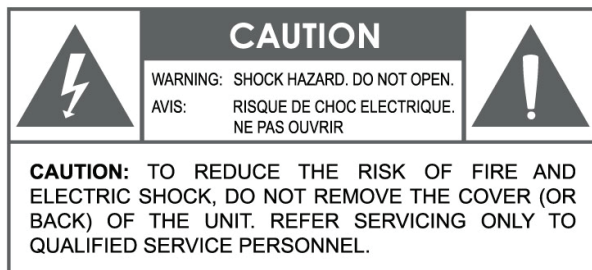 CAUTION
WARNING: SHOCK HAZARD. DO NOT OPEN.
AVIS: RISQUE DE CHOC ELECTRIQUE.
NE PAS OUVRIR
CAUTION: TO REDUCE THE RISK OF FIRE AND
ELECTRIC SHOCK, DO NOT REMOVE THE COVER (OR
BACK) OF THE UNIT. REFER SERVICING ONLY TO
QUALIFIED SERVICE PERSONNEL.